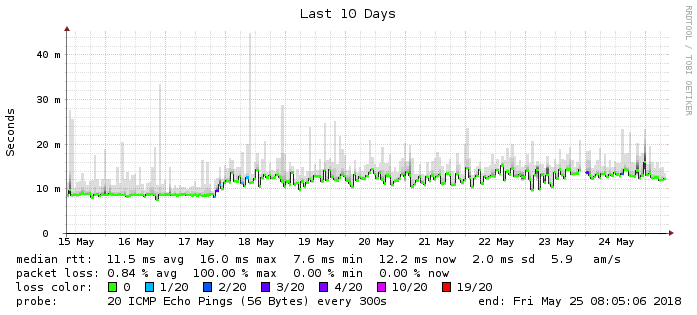 Last 10 Days
RRDTOOL / TOBI OETIKER
Seconds
40 m
30 m
20 m
10 m
0
15 May 16 May 17 May 18 May 19 May 20 May 21 May 22 May 23 May 24 May
median rtt: 11.5 ms avg 16.0 ms max 7.6 ms min 12.2 ms now 2.0 ms sd 5.9 am/s
packet loss: 0.84 % avg 100.00 % max 0.00 % min 0.00 % now
loss color: 0 1/20 2/20 3/20 4/20 10/20 19/20
probe: 20 ICMP Echo Pings (56 Bytes) every 300s end: Fri May 25 08:05:06 2018